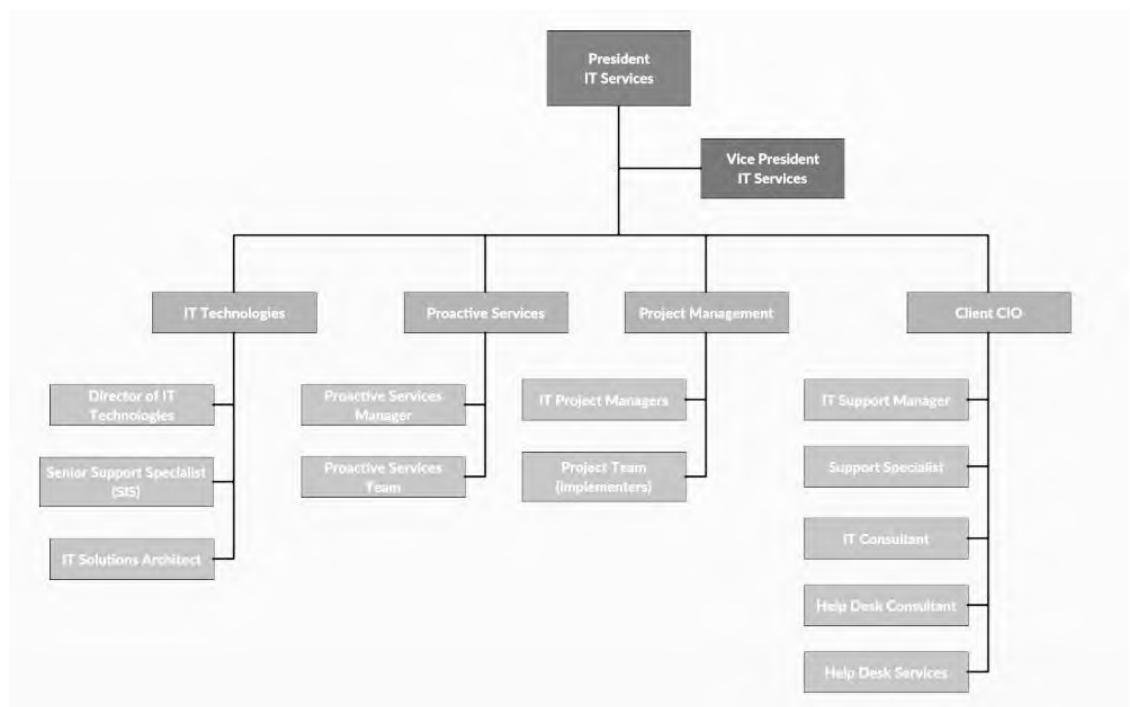 President
IT Services
Vice President
IT Services
IT Technologies
Proactive Services
Project Management
Client CIO
Director of IT
Technologies
Senior Support Specialist
(SIS)
IT Solutions Architect
Proactive Services
Manager
Proactive Services
Team
IT Project Managers
Project Team
(implementers)
IT Support Manager
Support Specialist
IT Consultant
Help Desk Consultant
Help Desk Services